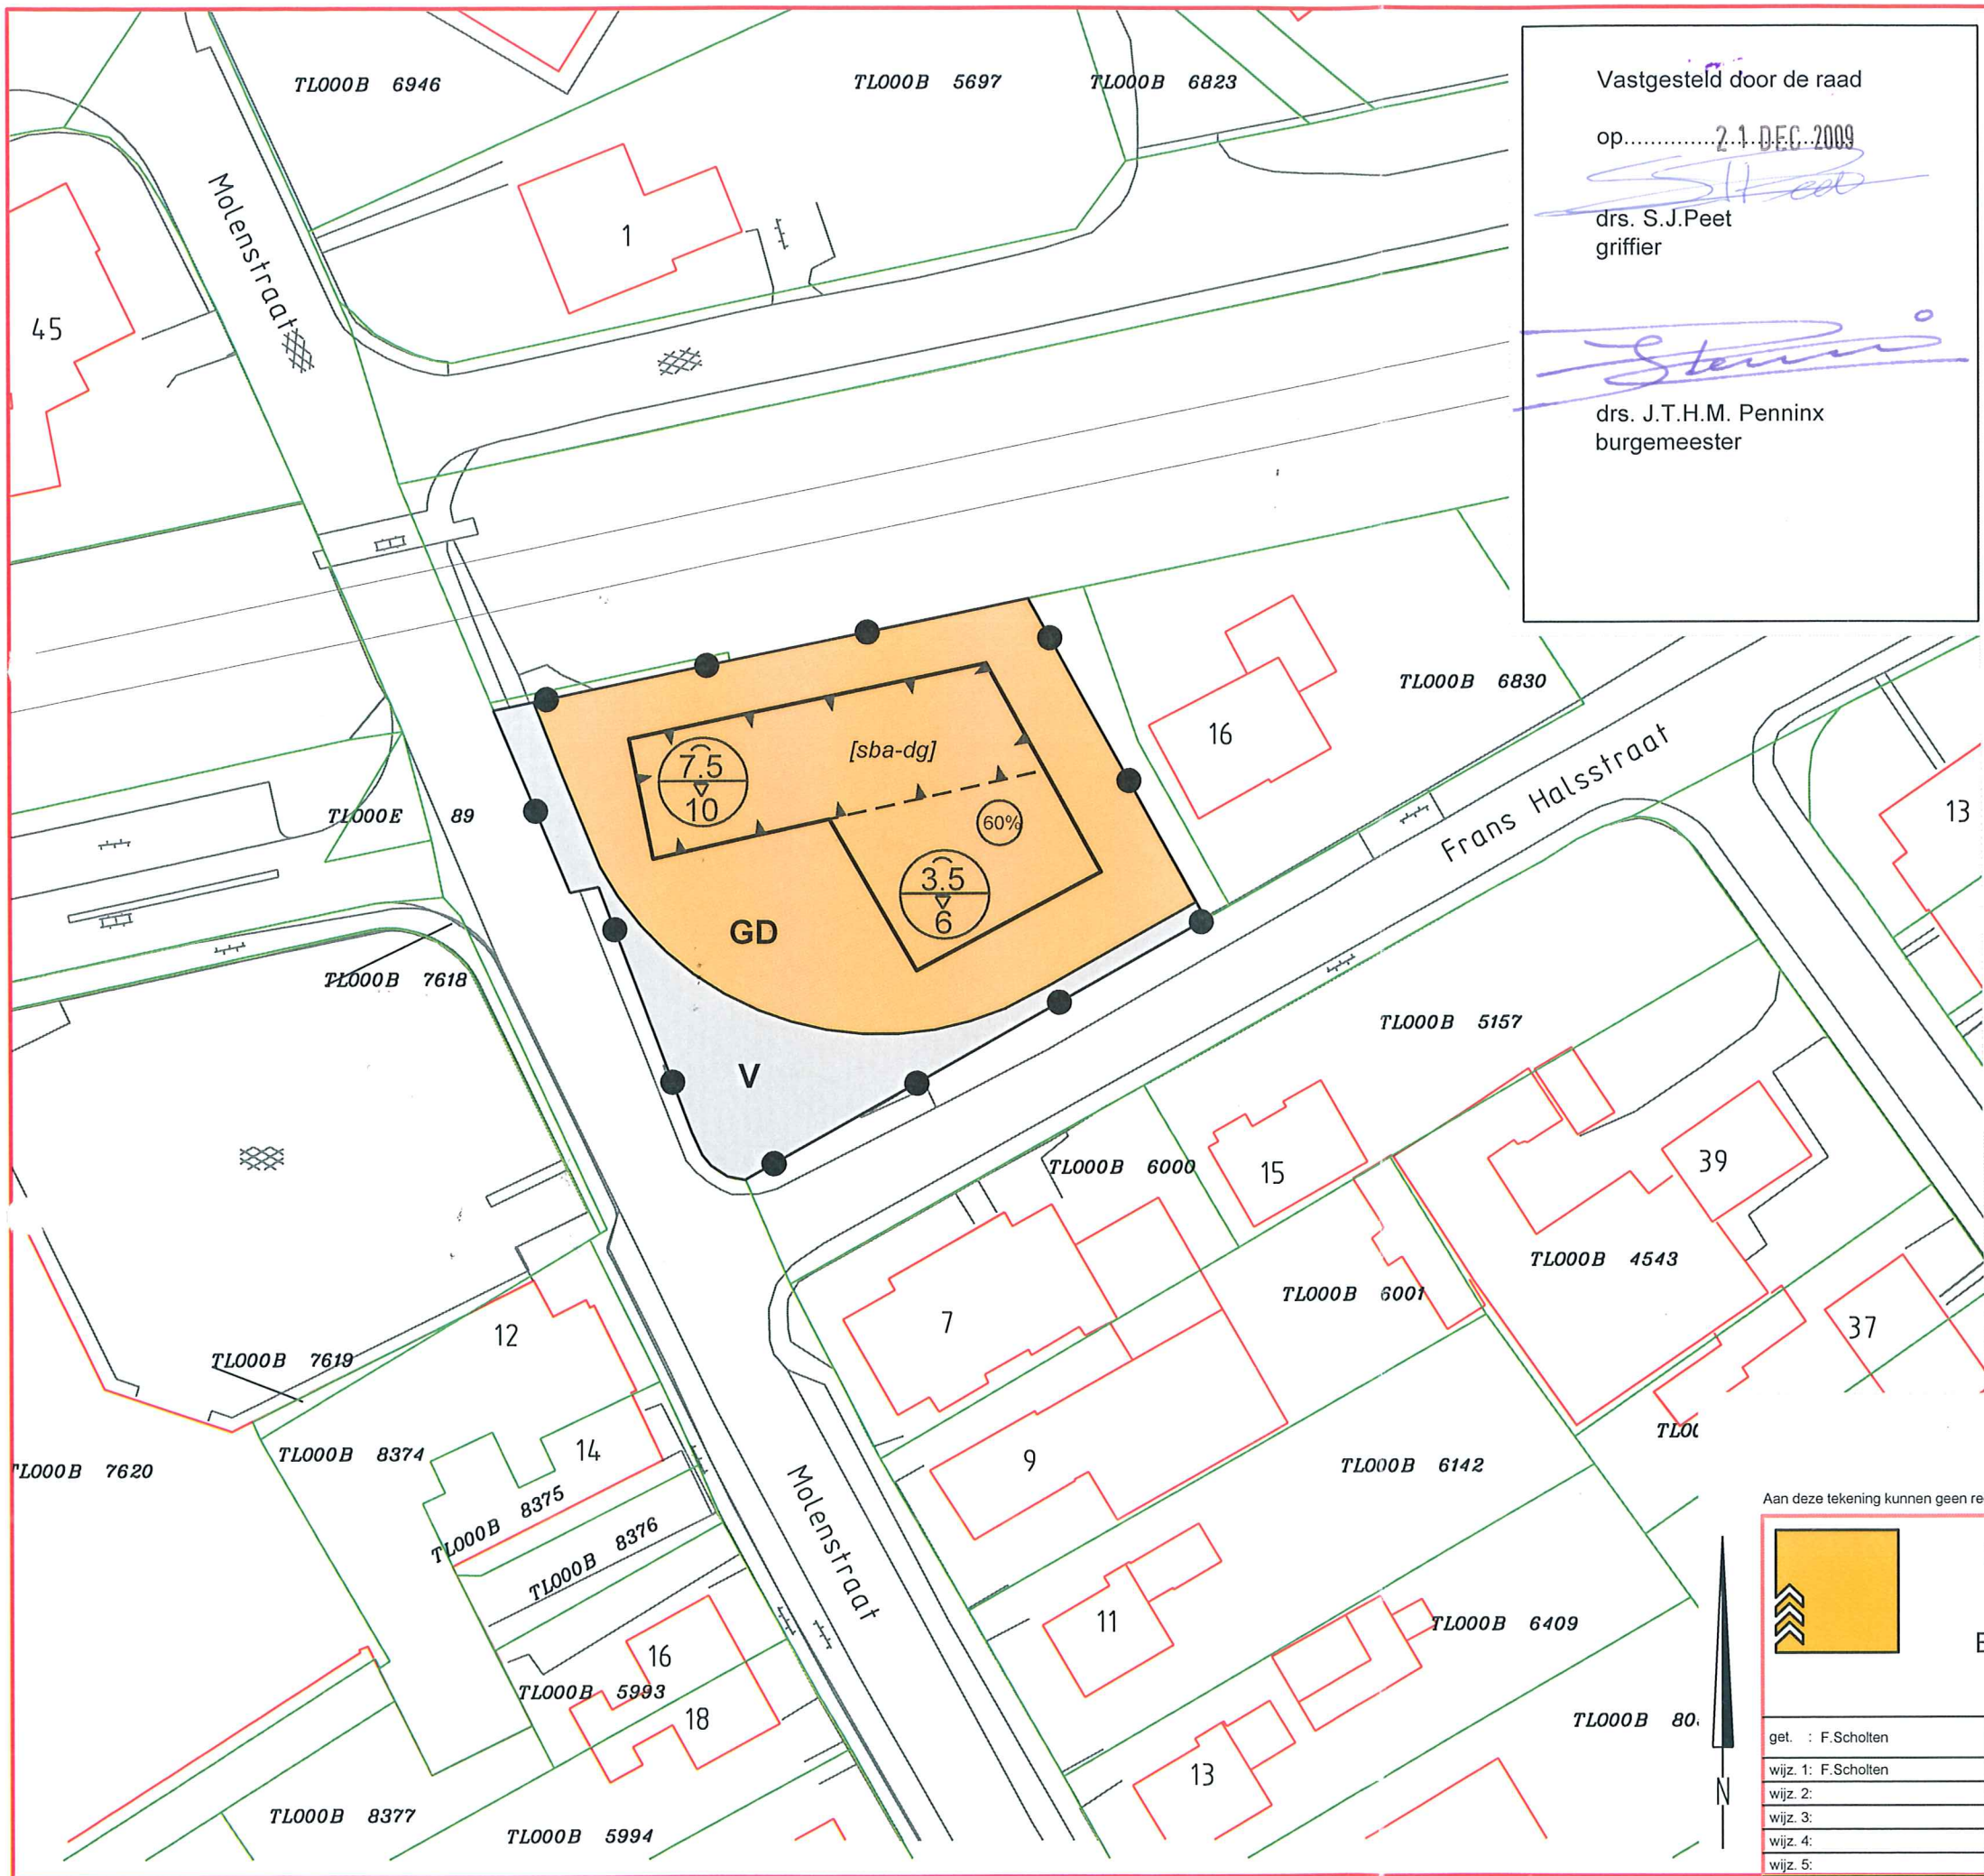 TL000B 6946
TL000B 5697
TL000B 6823
Vastgesteld door de raad
op.............21 DEC 2009
drs. S.J.Peet
griffier
drs. J.T.H.M. Penninx
burgemeester
Molenstraat
1
45
[sba-dg]
7.5
10
60%
3.5
6
GD
V
16
TL000B 6830
Frans Halsstraat
13
TL000E 89
TL000B 7618
TL000B 5157
TL000B 6000
15
39
TL000B 4543
TL000B 6001
37
7
12
TL000B 7619
14
TL000B 8374
TL000B 7620
TL000B 8375
TL000B 8376
9
TL000B 6142
Molenstraat
11
TL000B 6409
16
TL000B 5993
18
13
TL000B 8377
TL000B 5994
Aan deze tekening kunnen geen
N
get. : F.Scholten
wijz. 1: F.Scholten
wijz. 2:
wijz. 3:
wijz. 4:
wijz. 5: